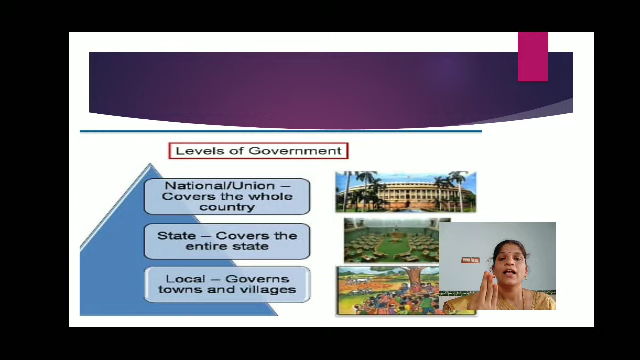 Levels of Government
National/Union –
Covers the whole
country
State – Covers the
entire state
Local – Governs
towns and villages